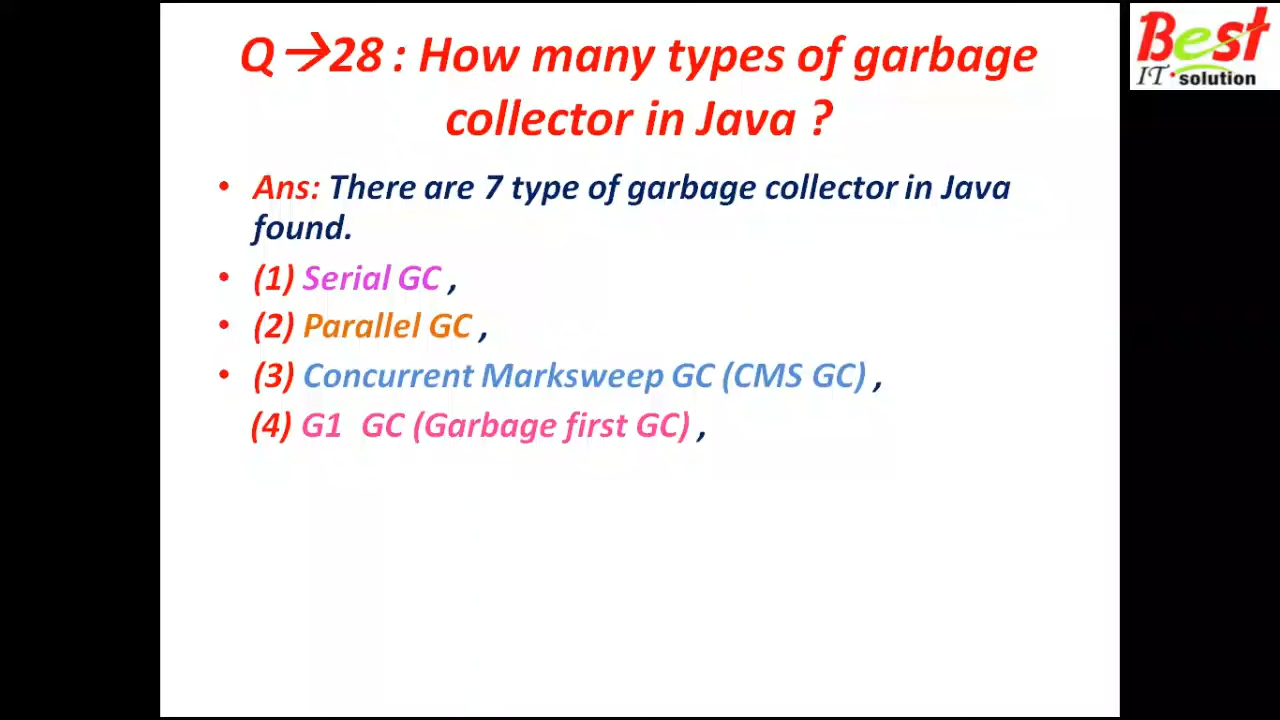 Q→28 : How many types of garbage
collector in Java ?
Best
IT solution
• Ans: There are 7 type of garbage collector in Java
found.
• (1) Serial GC ,
• (2) Parallel GC ,
• (3) Concurrent Marksweep GC (CMS GC) ,
(4) G1 GC (Garbage first GC) ,